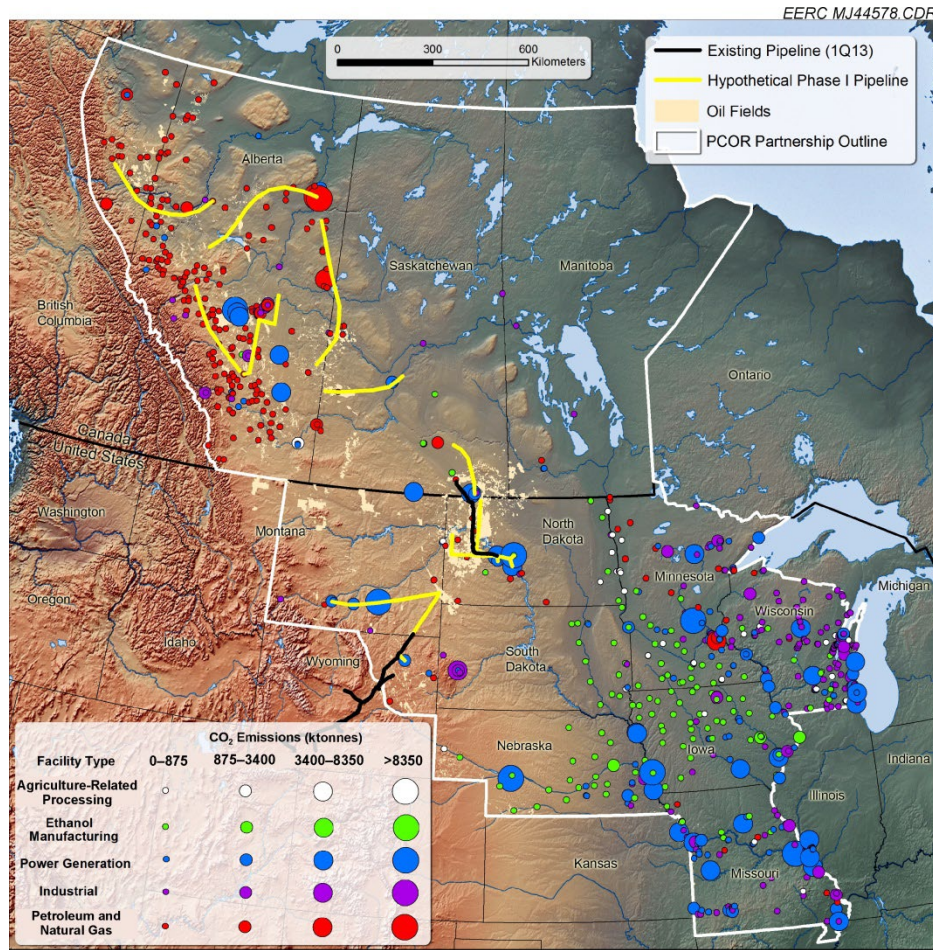 EERC MJ44578.CDR
0 300 600
Kilometers
Existing Pipeline (1Q13)
Hypothetical Phase I Pipeline
Oil Fields
PCOR Partnership Outline
Alberta
Saskatchewan
Manitoba
British
Columbia
Ontario
Canada
United States
Washington
Montana
North
Dakota
Minnesota
Michigan
Wisconsin
Oregon
Idaho
Wyoming
South
Dakota
Nebraska
Iowa
Indiana
Illinois
Kansas
Missouri
CO₂ Emissions (ktonnes)
Facility Type 0–875 875–3400 3400–8350 >8350
Agriculture-Related
Processing
Ethanol
Manufacturing
Power Generation
Industrial
Petroleum and
Natural Gas